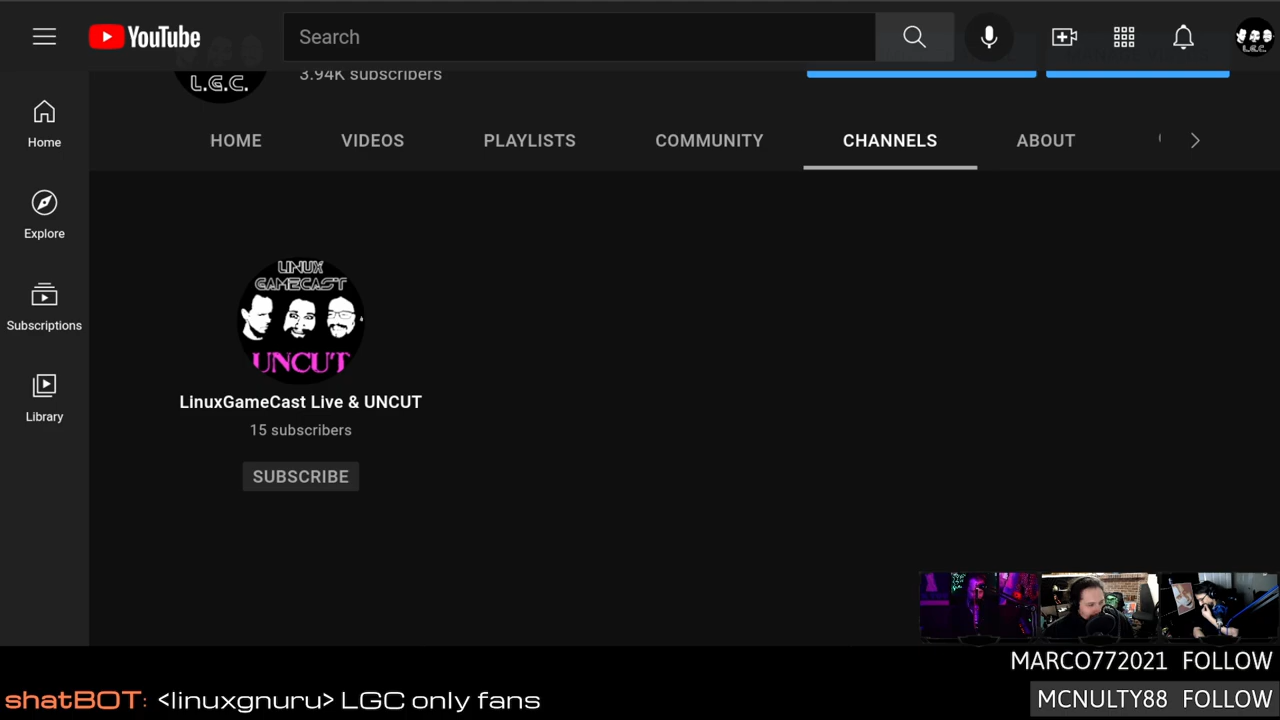 YouTube
Search
L.G.C.
3.94K subscribers
L.G.C.
HOME
VIDEOS
PLAYLISTS
COMMUNITY
CHANNELS
ABOUT
Home
Explore
Subscriptions
Library
LINUX
GAMECAST
UNCUT
LinuxGameCast Live & UNCUT
15 subscribers
SUBSCRIBE
MARCO772021 FOLLOW
MCNULTY88 FOLLOW
shatBOT: <linuxgnuru> LGC only fans